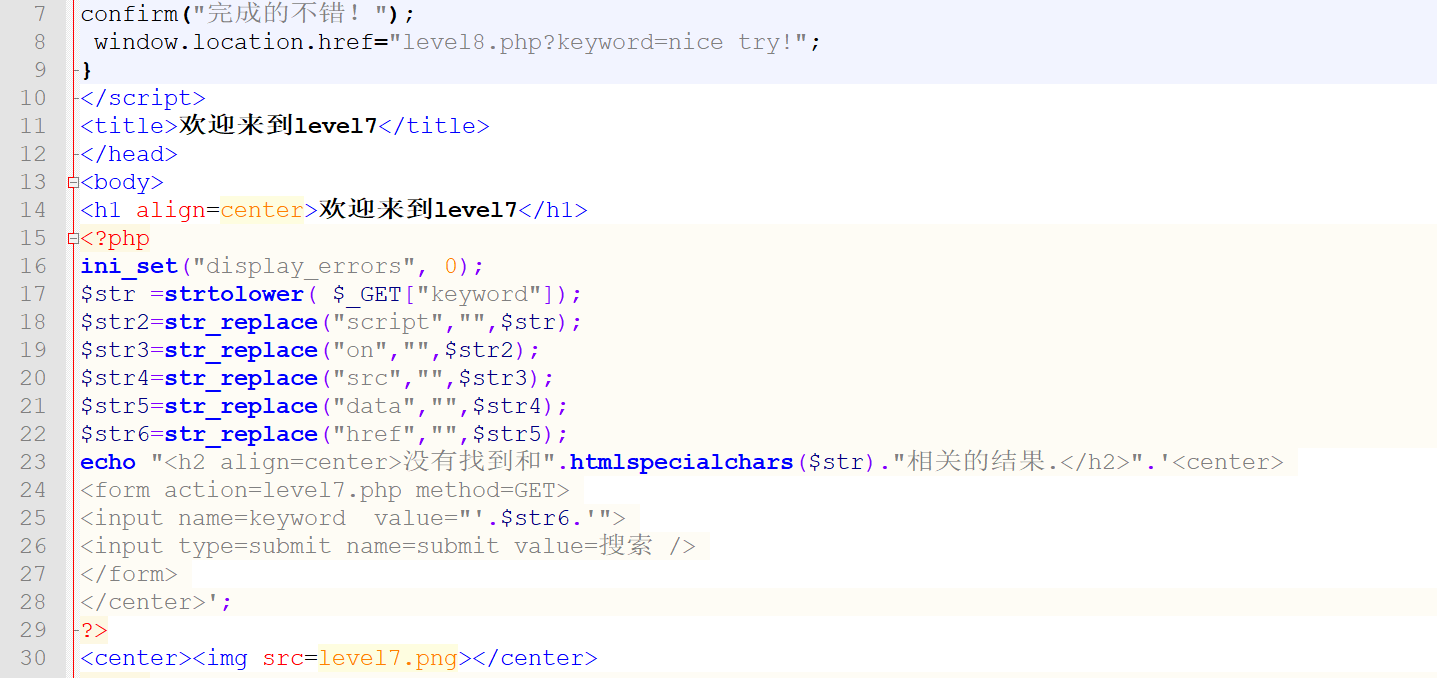 7 confirm("完成的不错！");
8 window.location.href="level8.php?keyword=nice try!";
9 }
10 </script>
11 <title>欢迎来到level7</title>
12 </head>
13 <body>
14 <h1 align=center>欢迎来到level7</h1>
15 <?php
16 ini_set("display_errors", 0);
17 $str =strtolower( $_GET["keyword"]);
18 $str2=str_replace("script","",$str);
19 $str3=str_replace("on","",$str2);
20 $str4=str_replace("src","",$str3);
21 $str5=str_replace("data","",$str4);
22 $str6=str_replace("href","",$str5);
23 echo "<h2 align=center>没有找到和".htmlspecialchars($str)."相关的结果.</h2>".'<center>
24 <form action=level7.php method=GET>
25 <input name=keyword  value="'.$str6.'">
26 <input type=submit name=submit value=搜索 />
27 </form>
28 </center>';
29 ?>
30 <center><img src=level7.png></center>